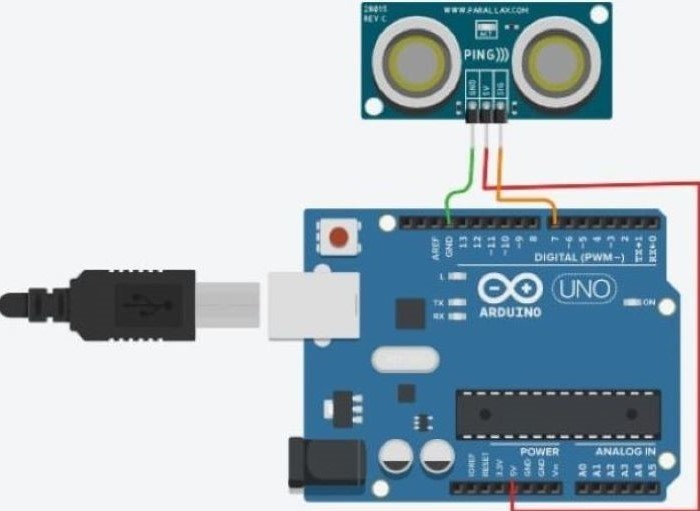 28015
REV C
WWW.PARALLAX.COM
ACT
PING)))
GND
5V
SIG
AREF
GND
13
12
~11
~10
~9
8
7
~6
~5
4
~3
2
TX→1
RX←0
DIGITAL (PWM~)
L
TX
RX
ARDUINO
UNO
ON
POWER
ANALOG IN
IOREF
RESET
3.3V
5V
GND
GND
Vin
A0
A1
A2
A3
A4
A5